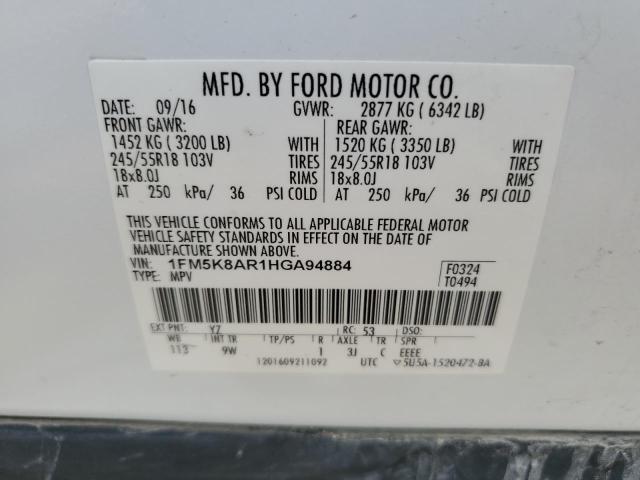 MFD. BY FORD MOTOR CO.
DATE: 09/16 GVWR: 2877 KG ( 6342 LB)
FRONT GAWR: REAR GAWR:
1452 KG ( 3200 LB) WITH 1520 KG ( 3350 LB) WITH
245/55R18 103V TIRES 245/55R18 103V TIRES
18x8.0J RIMS 18x8.0J RIMS
AT 250 kPa/ 36 PSI COLD AT 250 kPa/ 36 PSI COLD
THIS VEHICLE CONFORMS TO ALL APPLICABLE FEDERAL MOTOR
VEHICLE SAFETY STANDARDS IN EFFECT ON THE DATE OF
MANUFACTURE SHOWN ABOVE.
VIN: 1FM5K8AR1HGA94884 F0324
TYPE: MPV T0494
EXT PNT: YZ RC: 53 DSO:
WB INT TR TP/PS R AXLE TR SPR
113 9W 1 3J C EEEE
1201609211092 UTC ▽5U5A-1520472-BA